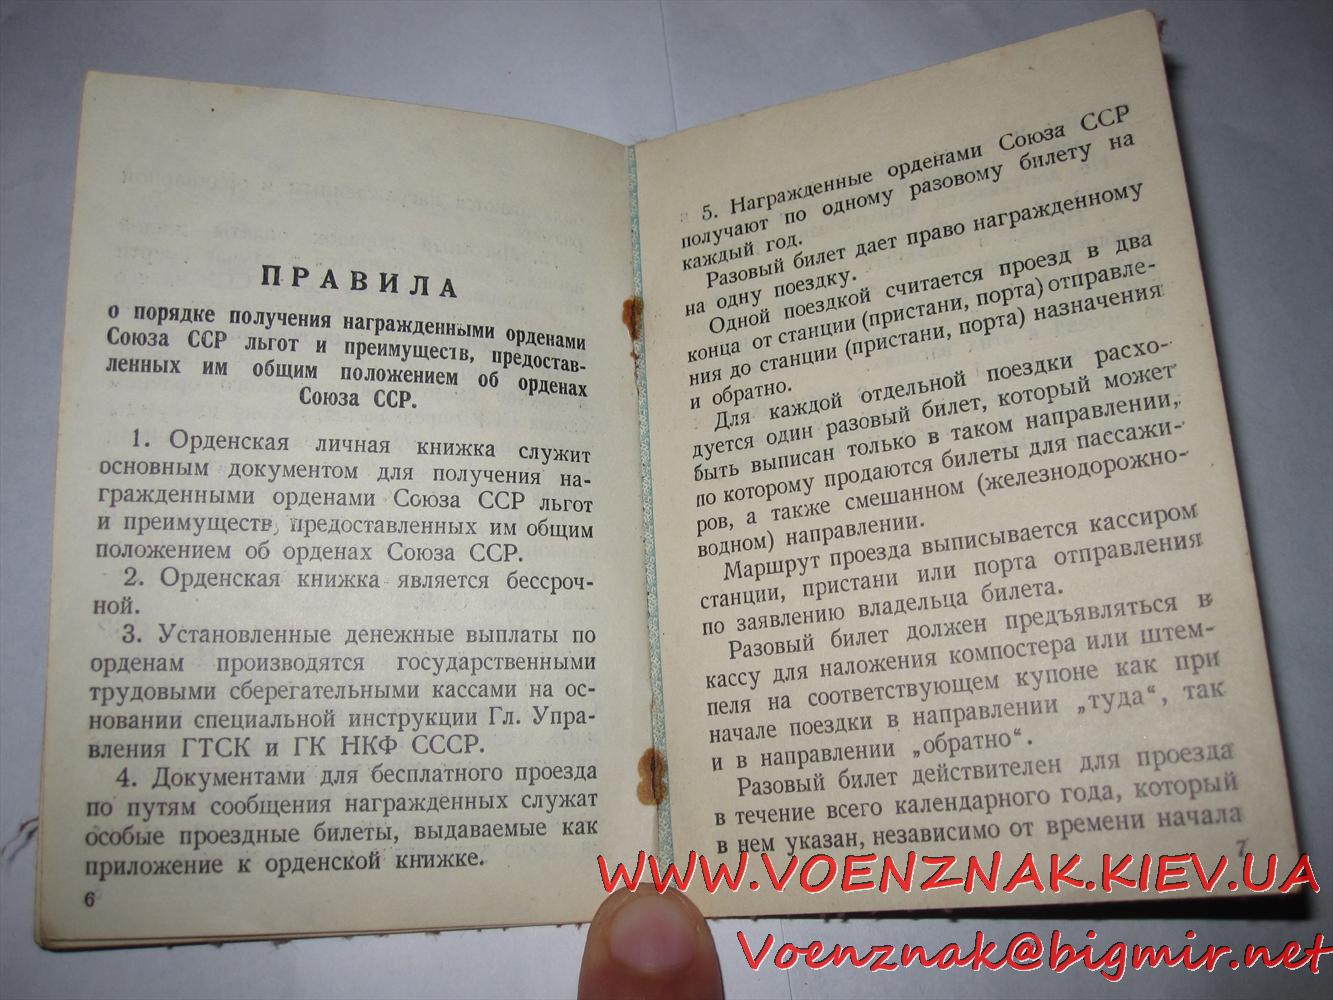 ПРАВИЛА
о порядке получения награжденными орденами
Союза ССР льгот и преимуществ, предостав-
ленных им общим положением об орденах
Союза ССР.
1. Орденская личная книжка служит
основным документом для получения на-
гражденными орденами Союза ССР льгот
и преимуществ, предоставленных им общим
положением об орденах Союза ССР.
2. Орденская книжка является бессроч-
ной.
3. Установленные денежные выплаты по
орденам производятся государственными
трудовыми сберегательными кассами на ос-
новании специальной инструкции Гл. Упра-
вления ГТСК и ГК НКФ СССР.
4. Документами для бесплатного проезда
по путям сообщения награжденных служат
особые проездные билеты, выдаваемые как
приложение к орденской книжке.
6
5. Награжденные орденами Союза ССР
получают по одному разовому билету на
каждый год.
Разовый билет дает право награжденному
на одну поездку.
Одной поездкой считается проезд в два
конца от станции (пристани, порта) отправле-
ния до станции (пристани, порта) назначения
и обратно.
Для каждой отдельной поездки расхо-
дуется один разовый билет, который может
быть выписан только в таком направлении,
по которому продаются билеты для пассажи-
ров, а также смешанном (железнодорожно-
водном) направлении.
Маршрут проезда выписывается кассиром
станции, пристани или порта отправления
по заявлению владельца билета.
Разовый билет должен предъявляться в
кассу для наложения компостера или штем-
пеля на соответствующем купоне как при
начале поездки в направлении „туда“, так
и в направлении „обратно“.
Разовый билет действителен для проезда
в течение всего календарного года, который
в нем указан, независимо от времени начала
7
WWW.VOENZNAK.KIEV.UA
Voenznak@bigmir.net